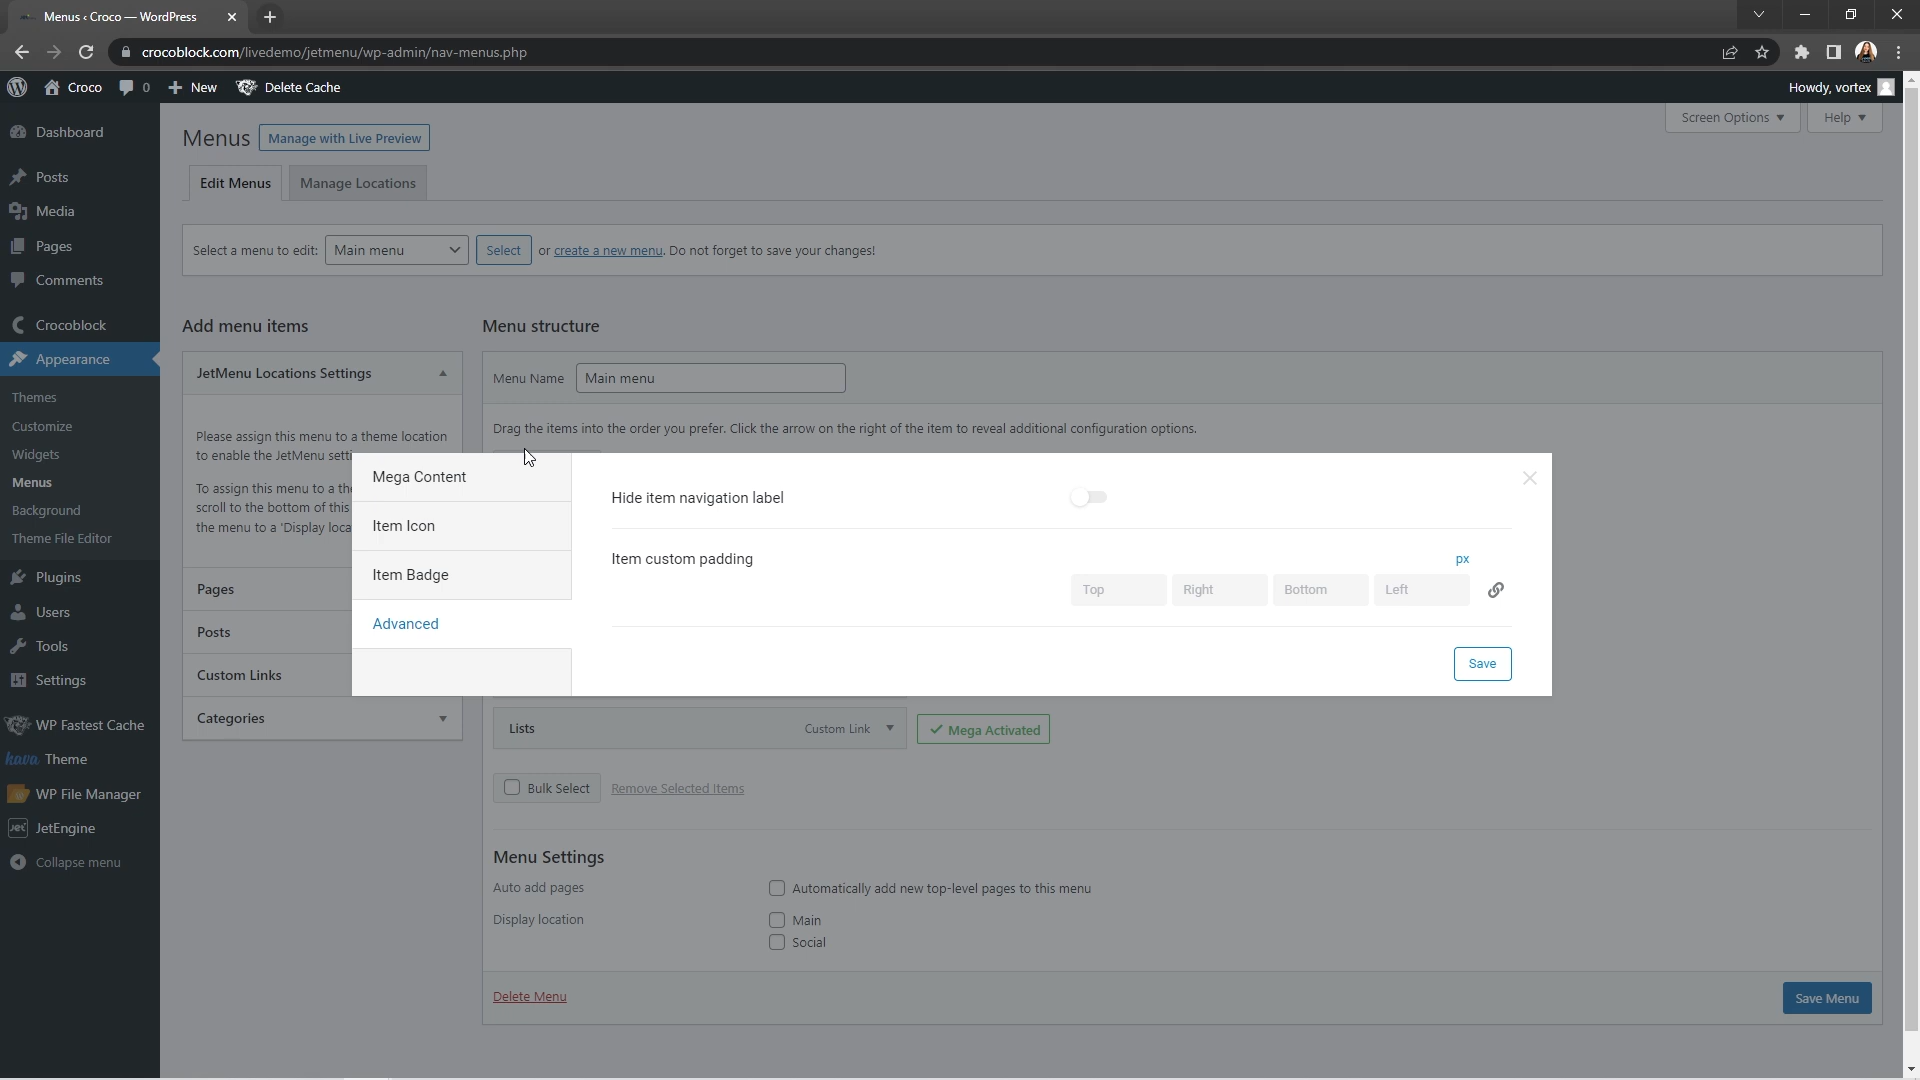 Menus ‹ Croco — WordPress
crocoblock.com/livedemo/jetmenu/wp-admin/nav-menus.php
Croco
0
New
Delete Cache
Howdy, vortex
Screen Options
Help
Dashboard
Posts
Media
Pages
Comments
Crocoblock
Appearance
Themes
Customize
Widgets
Menus
Background
Theme File Editor
Plugins
Users
Tools
Settings
WP Fastest Cache
hava Theme
WP File Manager
Jet JetEngine
Collapse menu
Menus
Manage with Live Preview
Edit Menus
Manage Locations
Select a menu to edit: Main menu Select or create a new menu. Do not forget to save your changes!
Add menu items
JetMenu Locations Settings
Please assign this menu to a theme location
to enable the JetMenu
To assign this menu to a
scroll to the bottom of this
the menu to a 'Display
Pages
Posts
Custom Links
Categories
Menu structure
Menu Name Main menu
Drag the items into the order you prefer. Click the arrow on the right of the item to reveal additional configuration options.
Mega Content
Item Icon
Item Badge
Advanced
Hide item navigation label
Item custom padding
px
Top Right Bottom Left
Save
Lists Custom Link
Mega Activated
Bulk Select
Remove Selected Items
Menu Settings
Auto add pages
Automatically add new top-level pages to this menu
Display location
Main
Social
Delete Menu
Save Menu